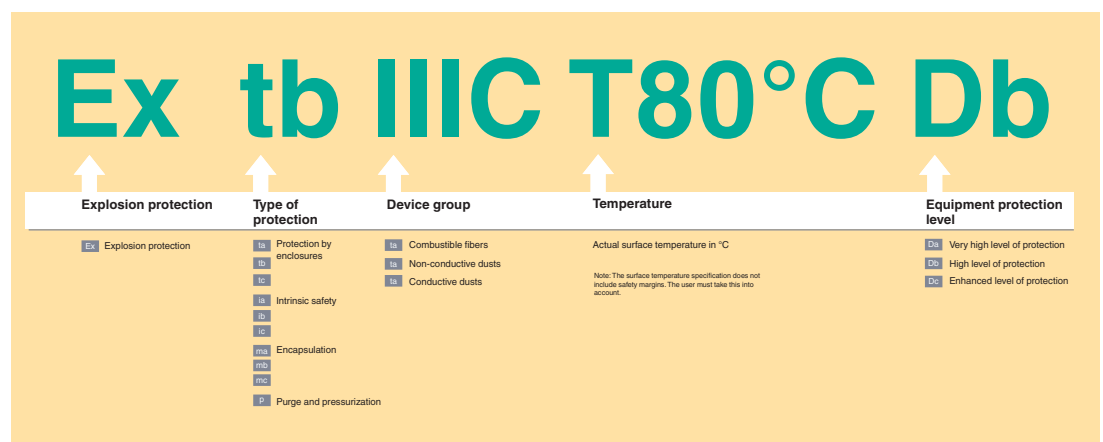 Ex tb IIIC T80°C Db
Explosion protection
Ex Explosion protection
Type of
protection
ta Protection by
enclosures
tb
tc
ia Intrinsic safety
ib
ic
ma Encapsulation
mb
mc
p Purge and pressurization
Device group
ta Combustible fibers
ta Non-conductive dusts
ta Conductive dusts
Temperature
Actual surface temperature in °C
Note: The surface temperature specification does not
include safety margins. The user must take this into
account.
Equipment protection
level
Da Very high level of protection
Db High level of protection
Dc Enhanced level of protection